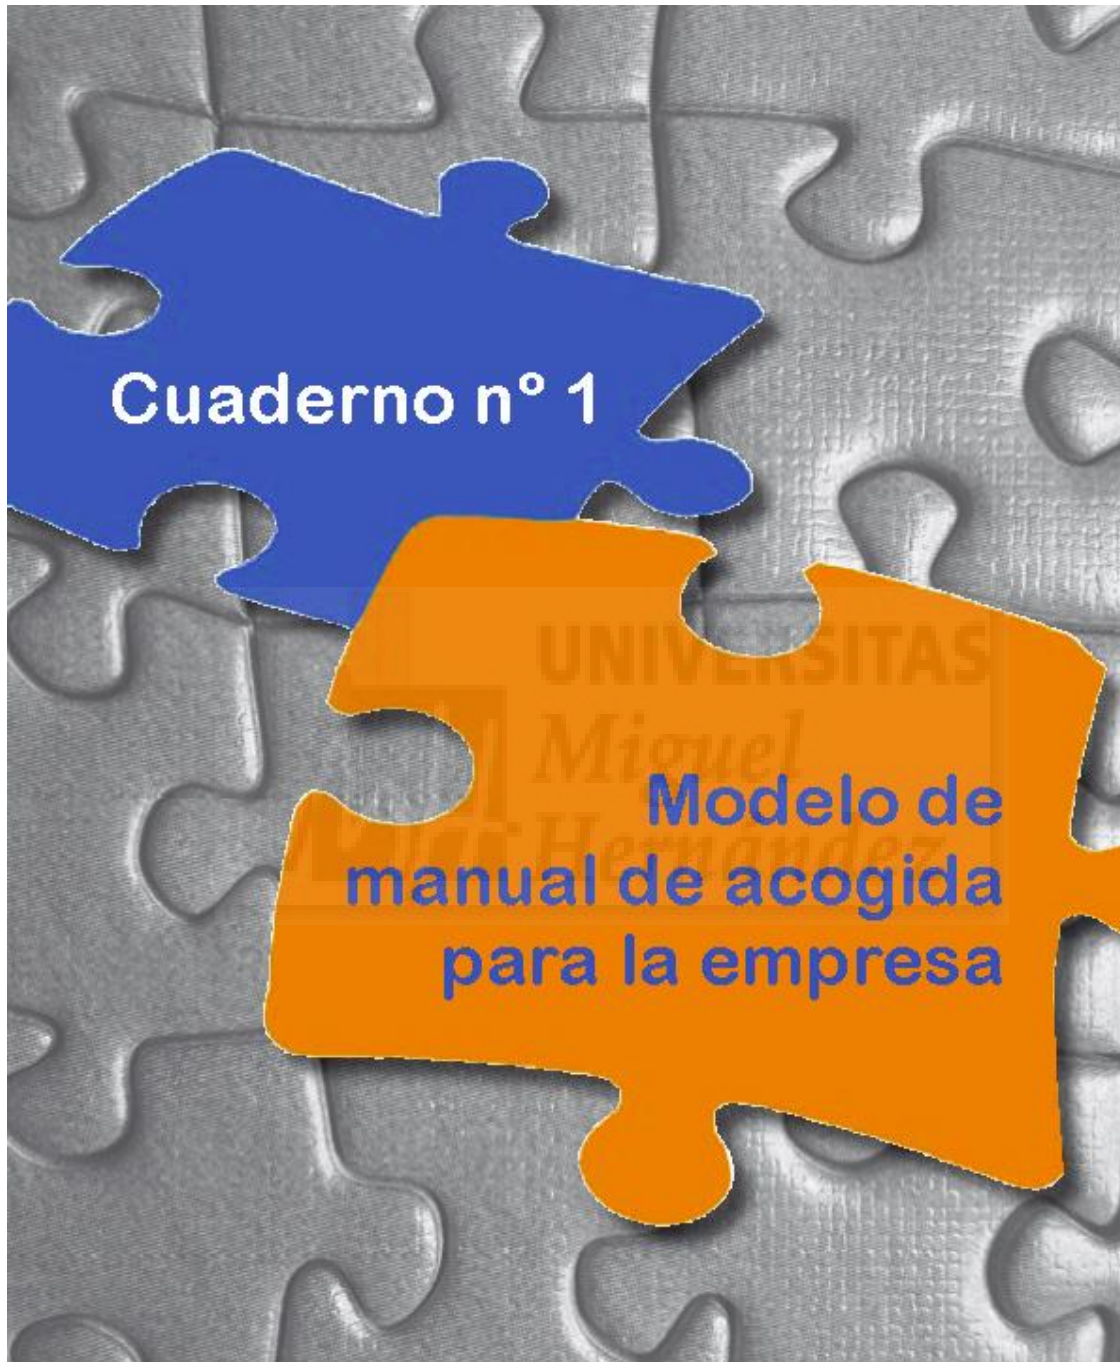 Cuaderno nº 1
UNIVERSITAS
Miguel
Hernández
Modelo de
manual de acogida
para la empresa